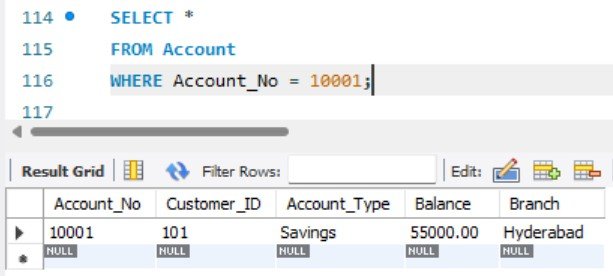 114 SELECT *
115 FROM Account
116 WHERE Account_No = 10001;
117
Result Grid Filter Rows: Edit:
Account_No Customer_ID Account_Type Balance Branch
10001 101 Savings 55000.00 Hyderabad
NULL NULL NULL NULL NULL